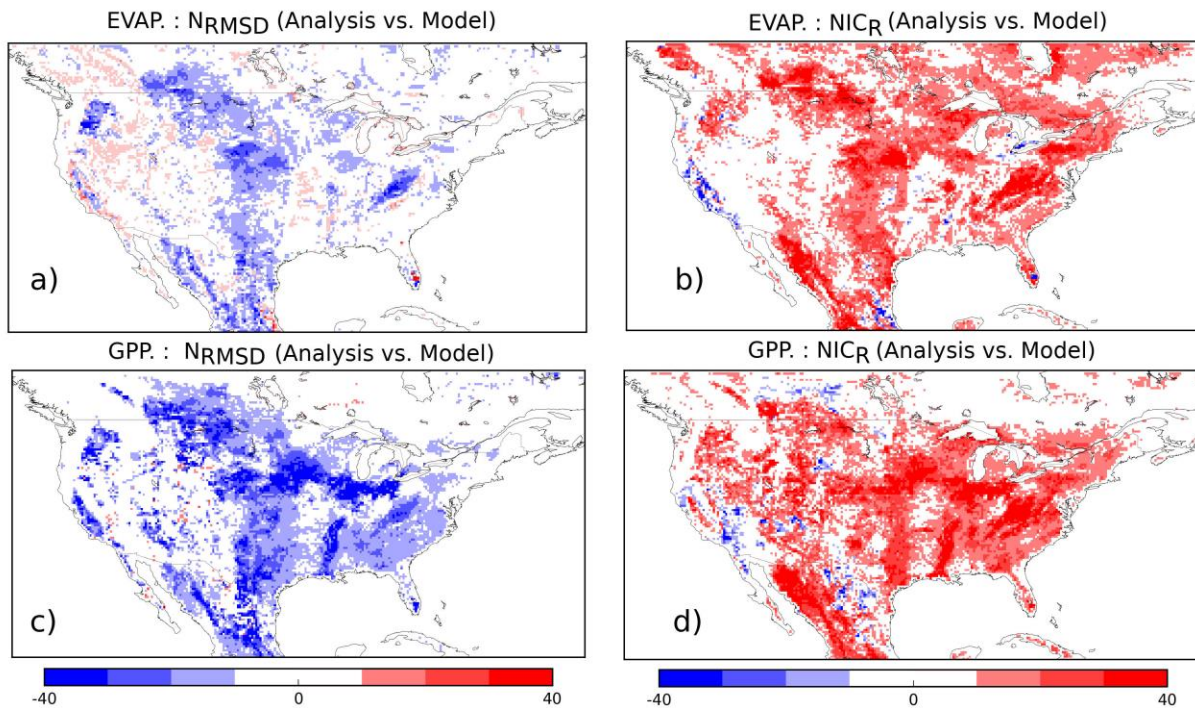 EVAP. : NRMSD (Analysis vs. Model)
EVAP. : NICR (Analysis vs. Model)
a)
b)
GPP. : NRMSD (Analysis vs. Model)
GPP. : NICR (Analysis vs. Model)
c)
d)
-40 0 40
-40 0 40